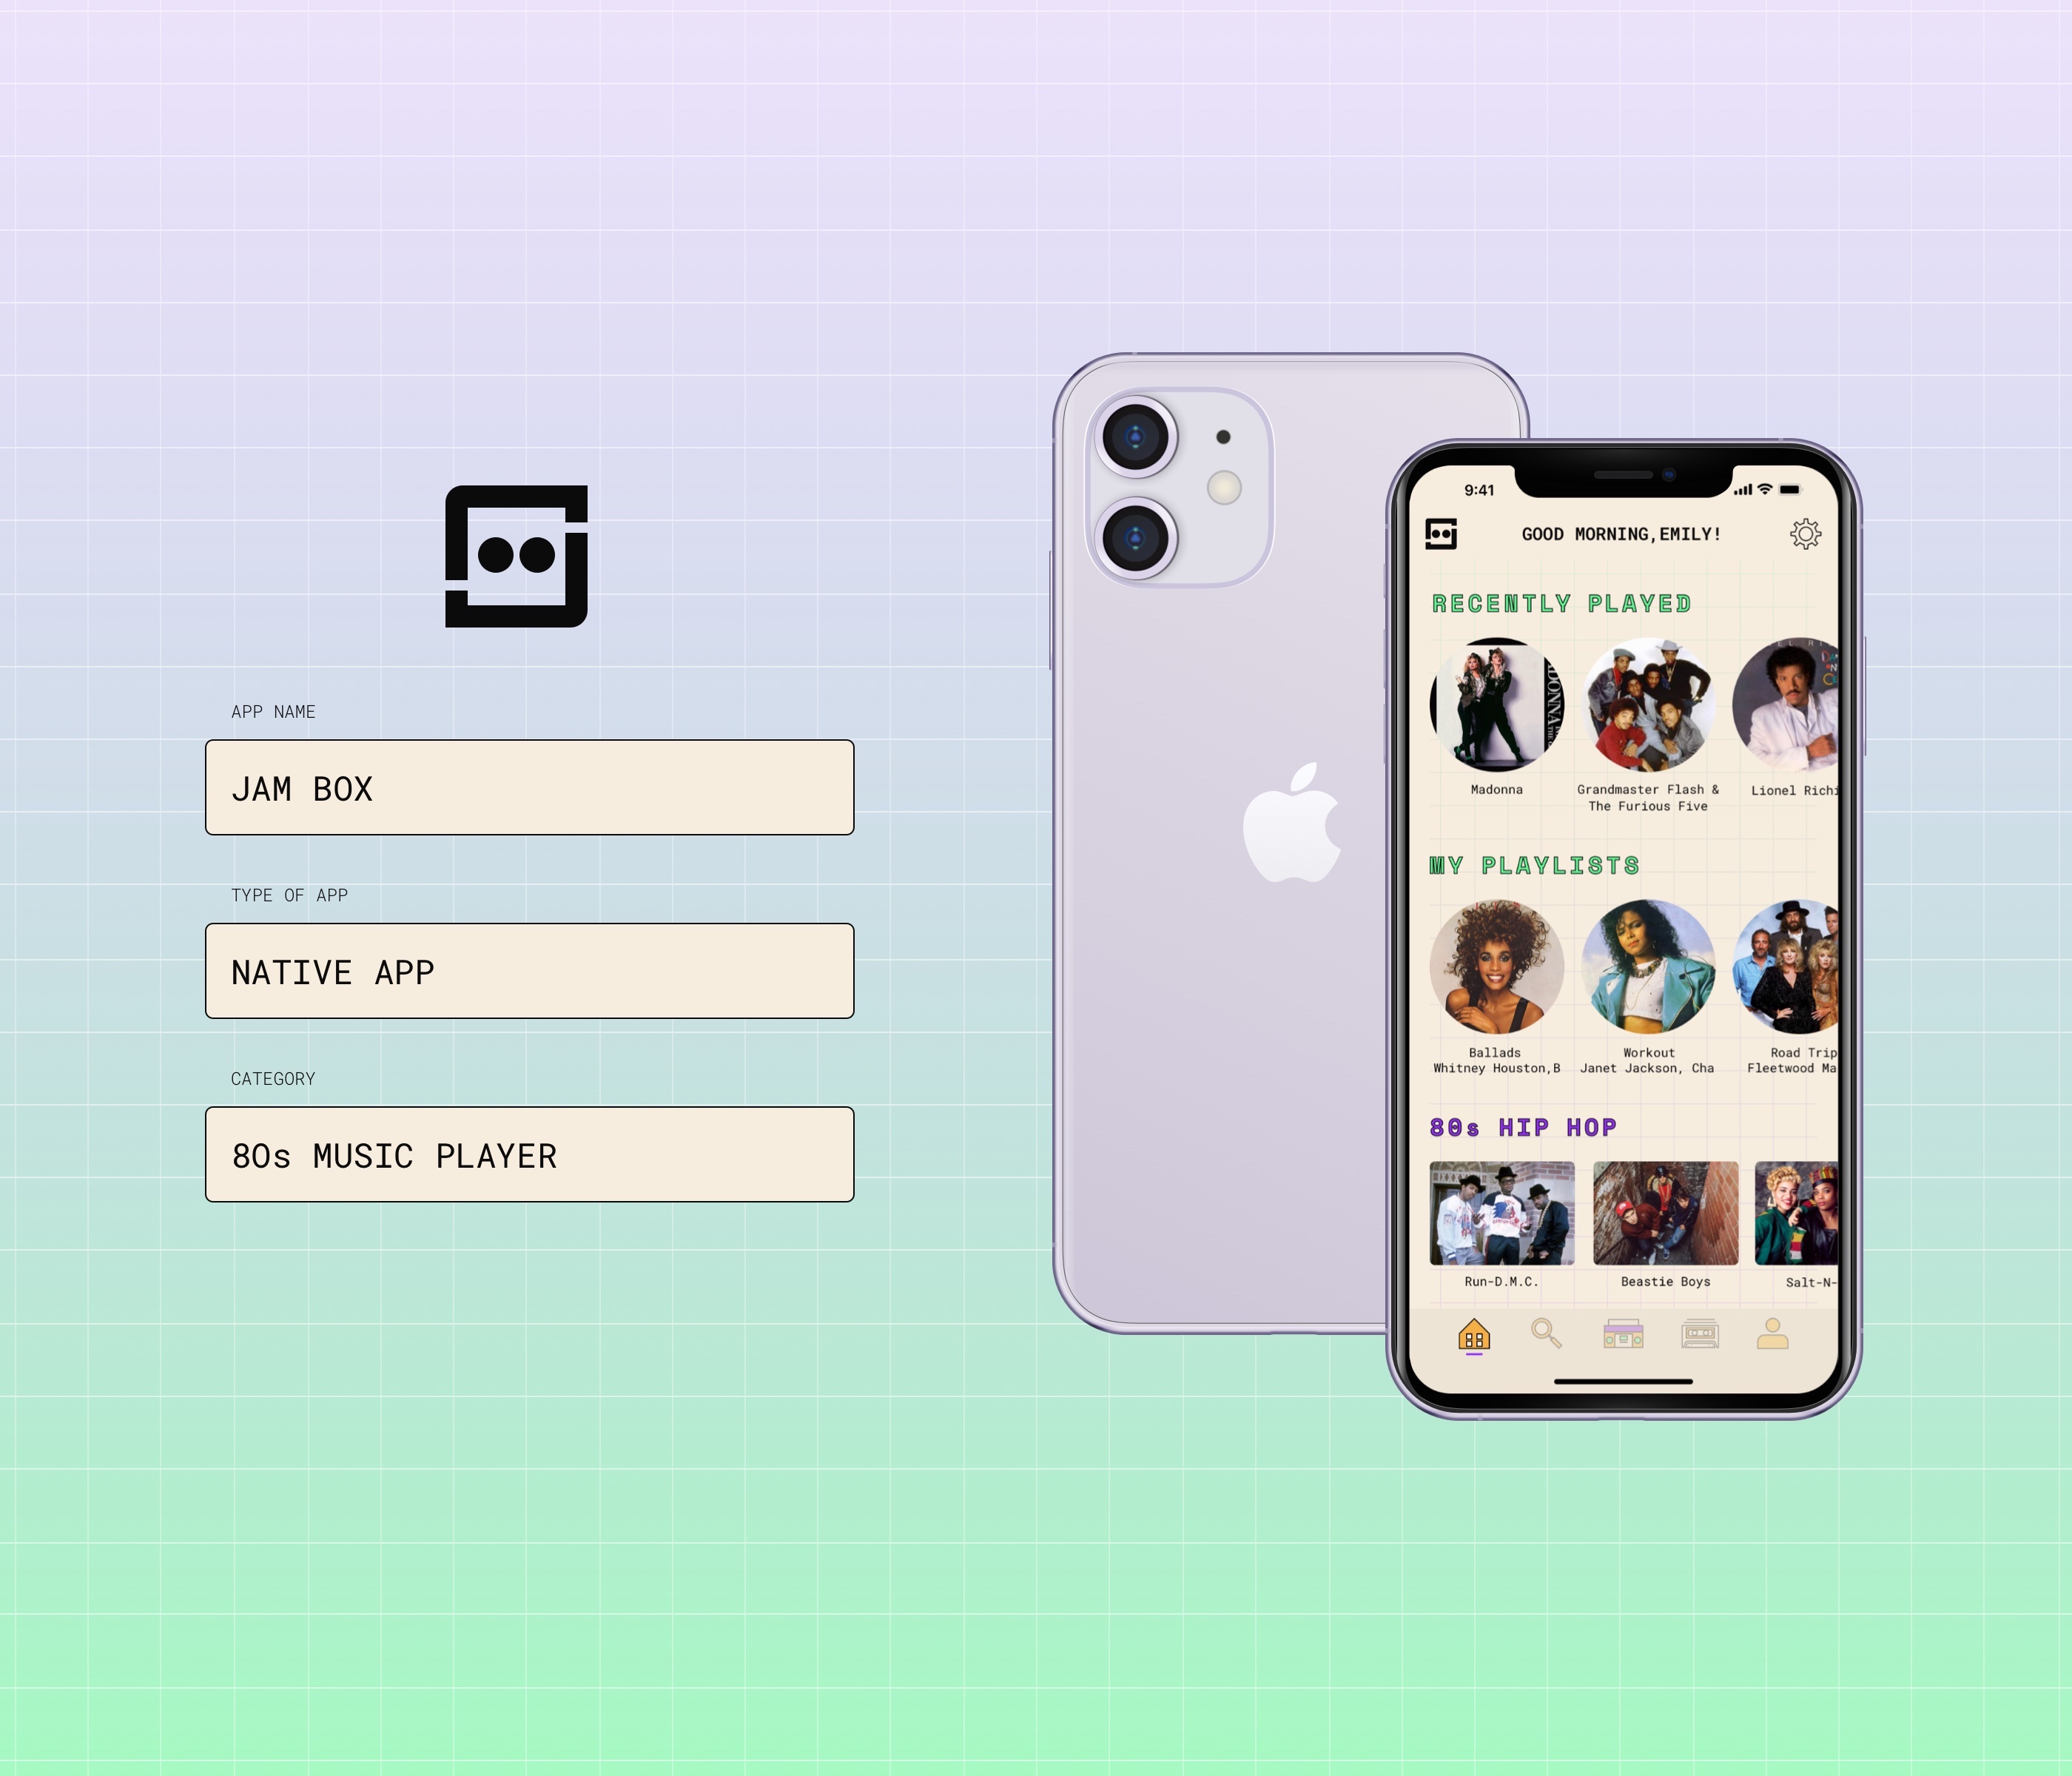 APP NAME
JAM BOX
TYPE OF APP
NATIVE APP
CATEGORY
80s MUSIC PLAYER
9:41
GOOD MORNING,EMILY!
RECENTLY PLAYED
Madonna
Grandmaster Flash &
The Furious Five
Lionel Richi
MY PLAYLISTS
Ballads
Whitney Houston,B
Workout
Janet Jackson, Cha
Road Trip
Fleetwood Ma
80s HIP HOP
Run-D.M.C.
Beastie Boys
Salt-N-